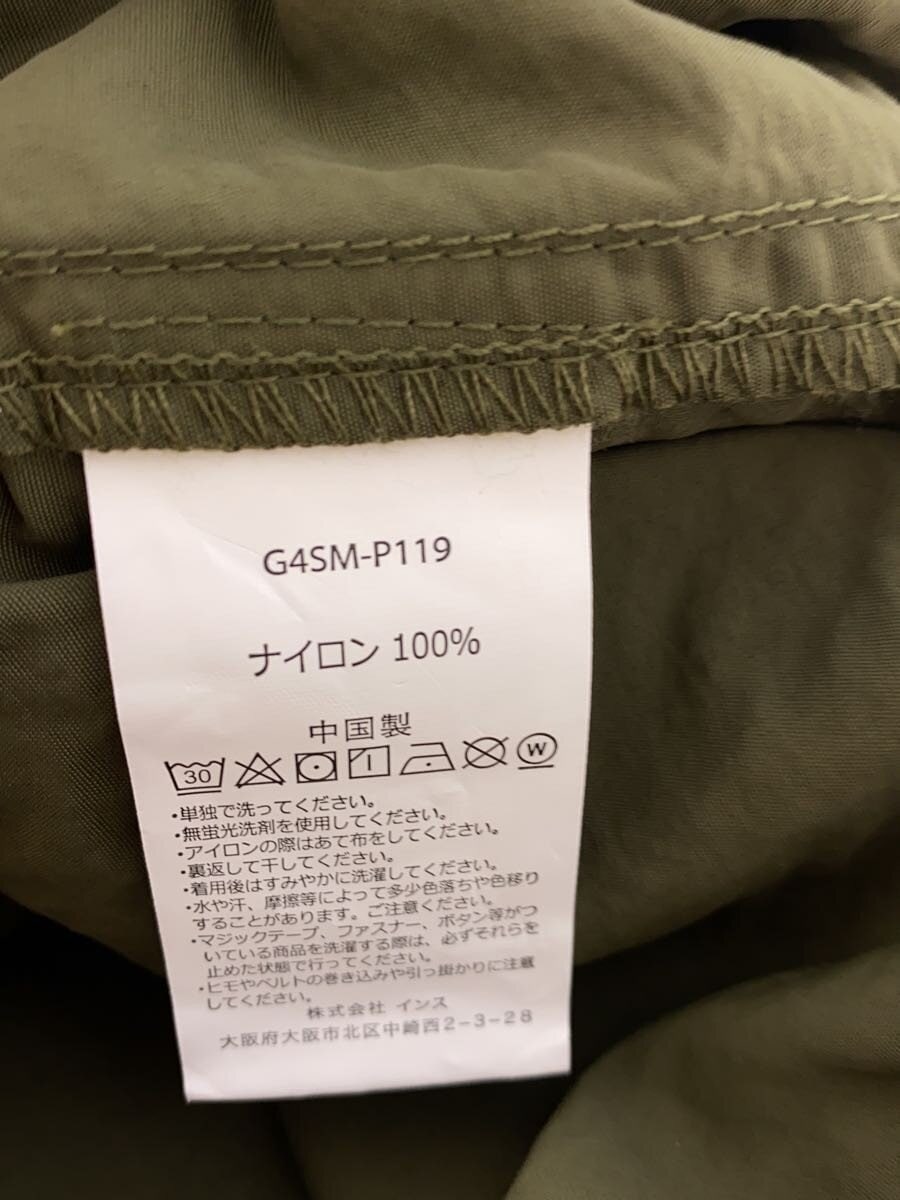 G4SM-P119
ナイロン 100%
中国製
30 W
・単独で洗ってください。
・無蛍光洗剤を使用してください。
・アイロンの際はあて布をしてください。
・裏返して干してください。
・着用後はすみやかに洗濯してください。
・水や汗、摩擦等によって多少色落ちや色移り
することがあります。ご注意ください。
・マジックテープ、ファスナー、ボタン等がつ
いている商品を洗濯する際は、必ずそれらを
止めた状態で行ってください。
・ヒモやベルトの巻き込みや引っ掛かりに注意
してください。
株式会社 インス
大阪府大阪市北区中崎西2-3-28